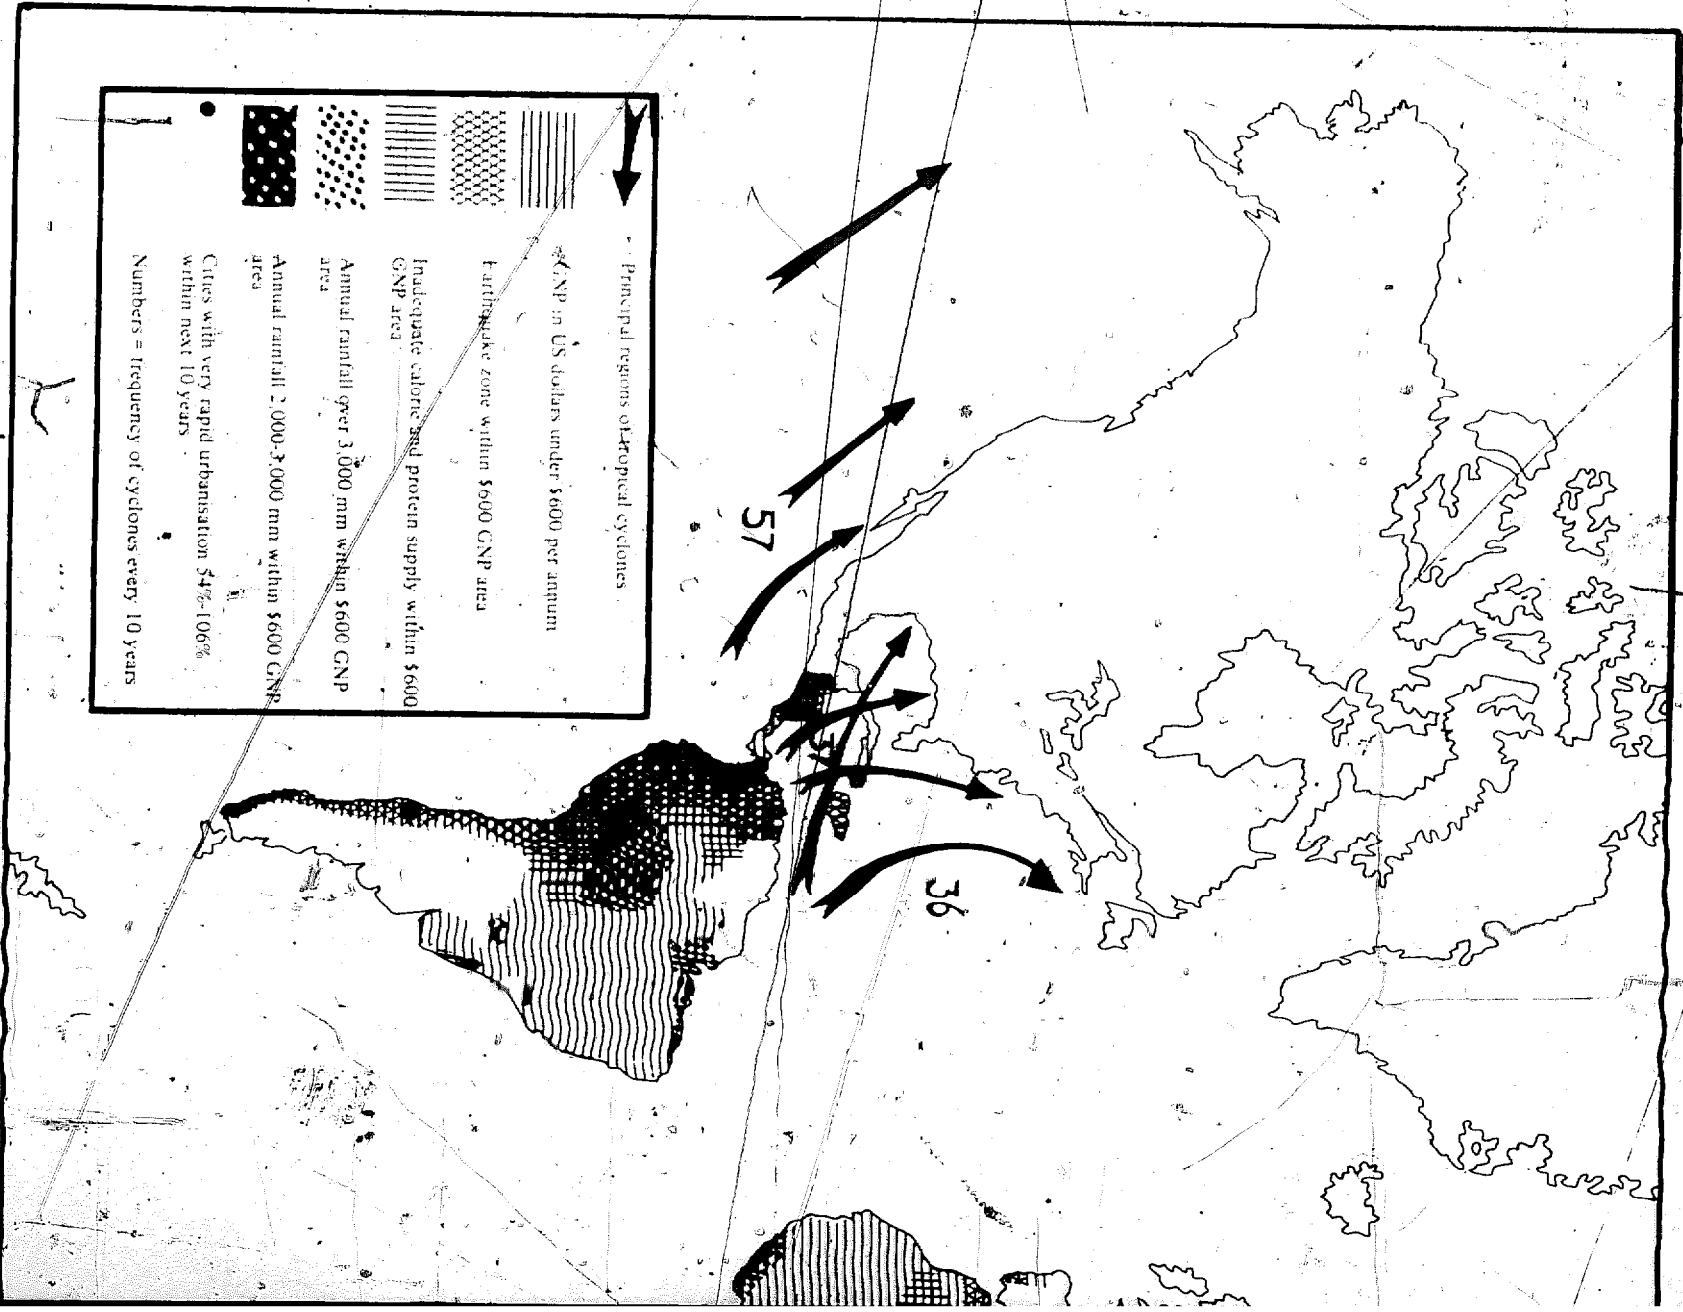 Principal regions of tropical cyclones
GNP in US dollars under $600 per annum
Earthquake zone within $600 GNP area
Inadequate calorie and protein supply within $600
GNP area
Annual rainfall over 3,000 mm within $600 GNP
area
Annual rainfall 2,000-3,000 mm within $600 GNP
area
Cities with very rapid urbanisation 54%-106%
within next 10 years
Numbers = frequency of cyclones every 10 years
57
36